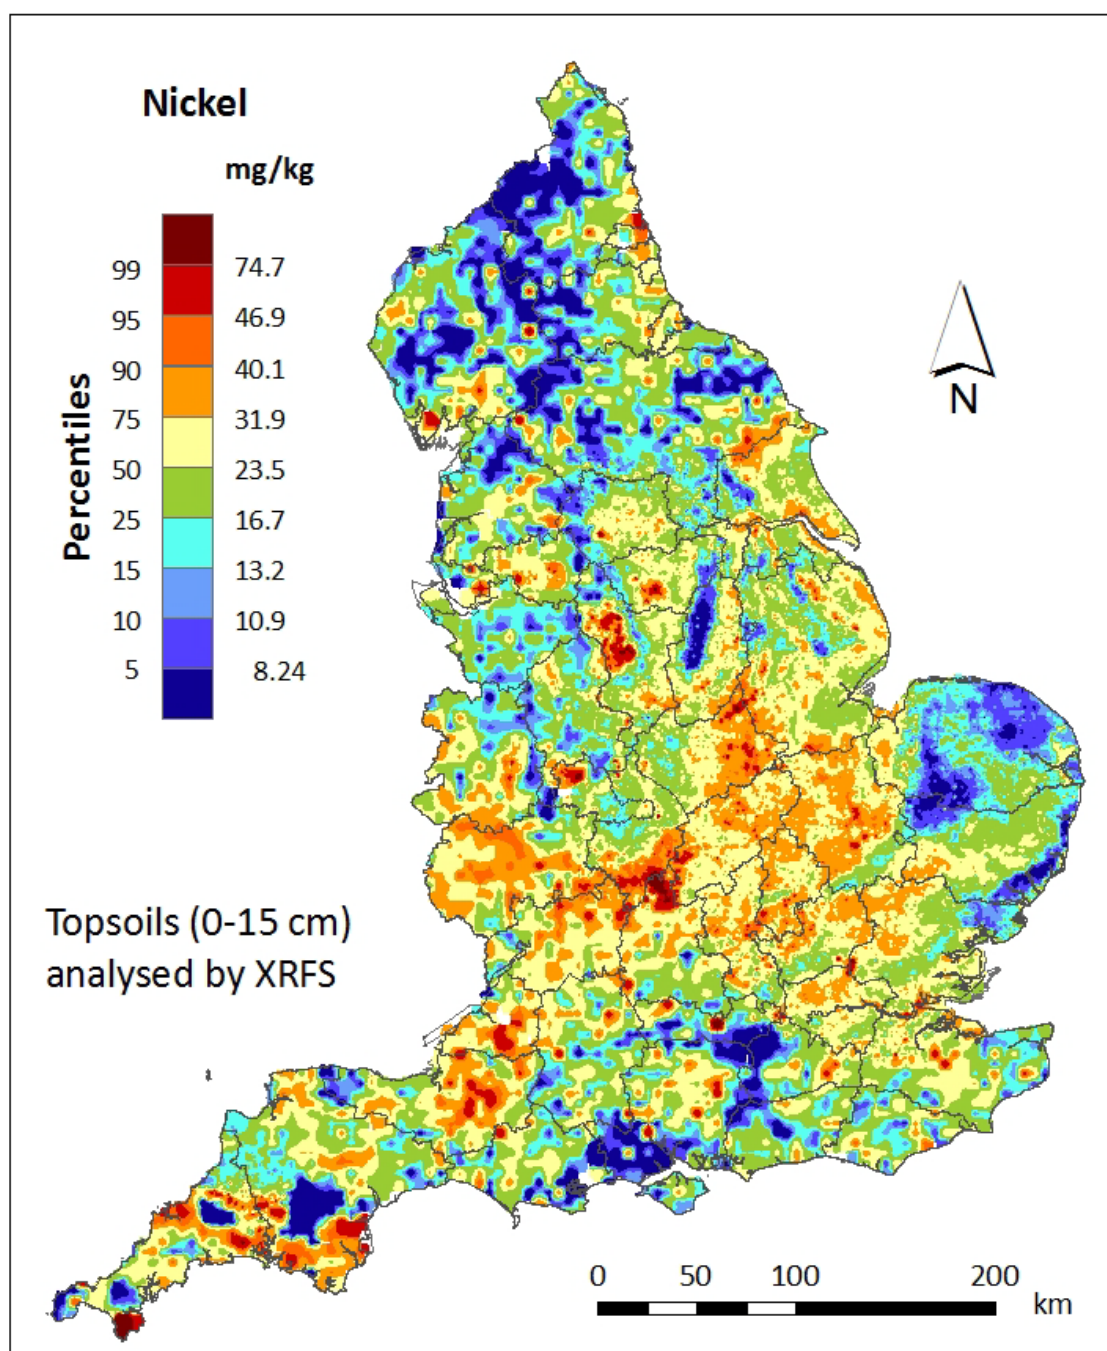 Nickel
mg/kg
Percentiles
99 74.7
95 46.9
90 40.1
75 31.9
50 23.5
25 16.7
15 13.2
10 10.9
5 8.24
N
Topsoils (0-15 cm)
analysed by XRFS
0 50 100 200
km